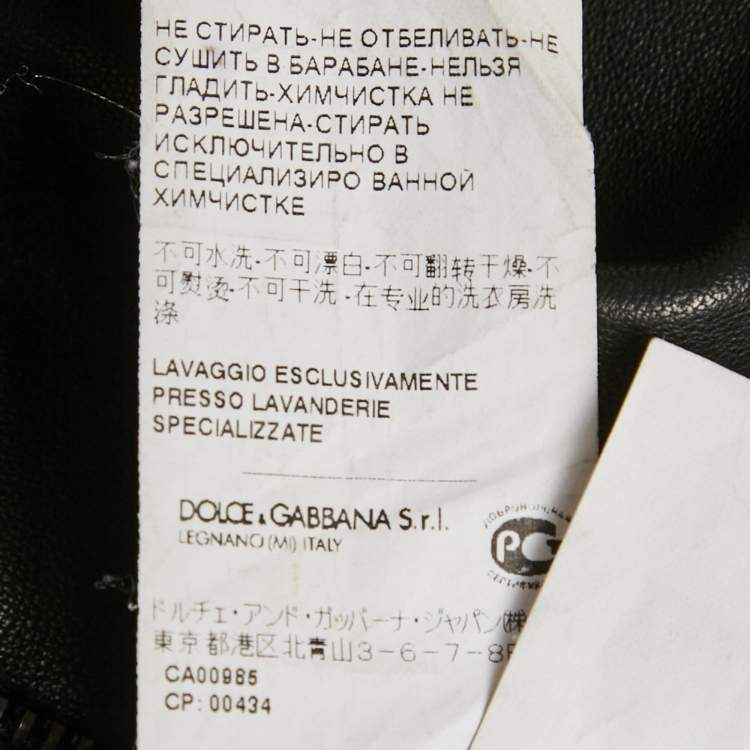 НЕ СТИРАТЬ-НЕ ОТБЕЛИВАТЬ-НЕ
СУШИТЬ В БАРАБАНЕ-НЕЛЬЗЯ
ГЛАДИТЬ-ХИМЧИСТКА НЕ
РАЗРЕШЕНА-СТИРАТЬ
ИСКЛЮЧИТЕЛЬНО В
СПЕЦИАЛИЗИРО ВАННОЙ
ХИМЧИСТКЕ
不可水洗-不可漂白-不可翻转干燥-不
可熨烫-不可干洗-在专业的洗衣房洗
涤
LAVAGGIO ESCLUSIVAMENTE
PRESSO LAVANDERIE
SPECIALIZZATE
DOLCE & GABBANA S.r.l.
LEGNANO (MI) ITALY
PG
ドルチェ・アンド・ガッバーナ・ジャパン(株
東京都港区北青山3-6-7-8F
CA00985
CP: 00434